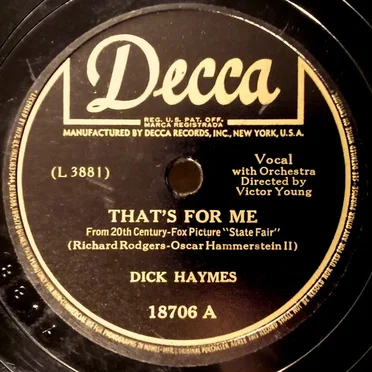 Decca
REG. U.S. PAT. OFF.
MARCA REGISTRADA
MANUFACTURED BY DECCA RECORDS, INC., NEW YORK, U.S.A.
(L 3881)
Vocal
with Orchestra
Directed by
Victor Young
THAT'S FOR ME
From 20th Century-Fox Picture "State Fair"
(Richard Rodgers-Oscar Hammerstein II)
DICK HAYMES
18706 A